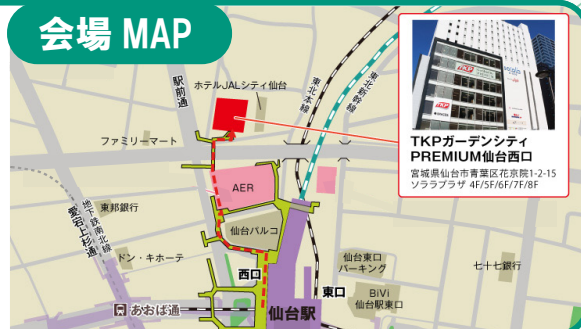 会場 MAP
駅前通
ホテルJALシティ仙台
東北本線
東北新幹線
ファミリーマート
TKP
TKPガーデンシティ
PREMIUM仙台西口
宮城県仙台市青葉区花京院1-2-15
ソララプラザ 4F/5F/6F/7F/8F
AER
東邦銀行
地下鉄南北線
愛宕上杉通
仙台パルコ
ドン・キホーテ
西口
仙台東口
パーキング
七十七銀行
東口
BiVi
仙台駅東口
あおば通
仙台駅